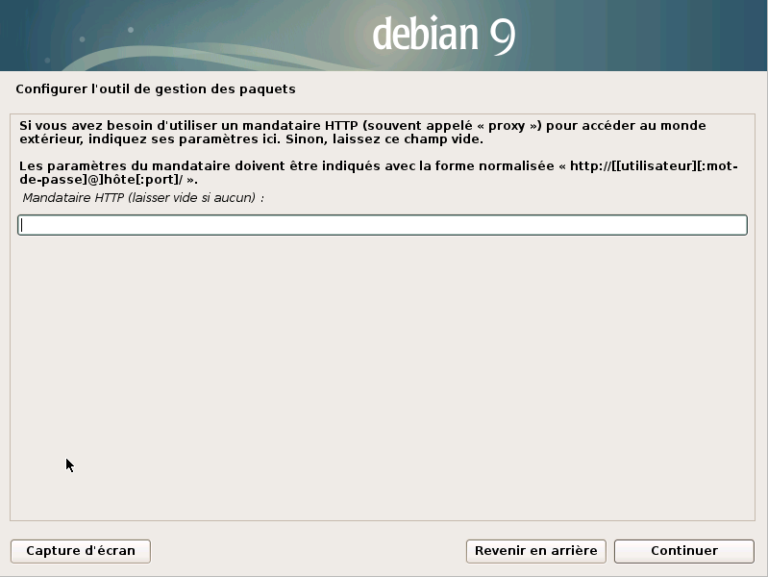 debian 9
Configurer l'outil de gestion des paquets
Si vous avez besoin d'utiliser un mandataire HTTP (souvent appelé « proxy ») pour accéder au monde
extérieur, indiquez ses paramètres ici. Sinon, laissez ce champ vide.
Les paramètres du mandataire doivent être indiqués avec la forme normalisée « http://[[utilisateur][:mot-
de-passe]@]hôte[:port]/ ».
Mandataire HTTP (laisser vide si aucun) :
Capture d'écran
Revenir en arrière
Continuer